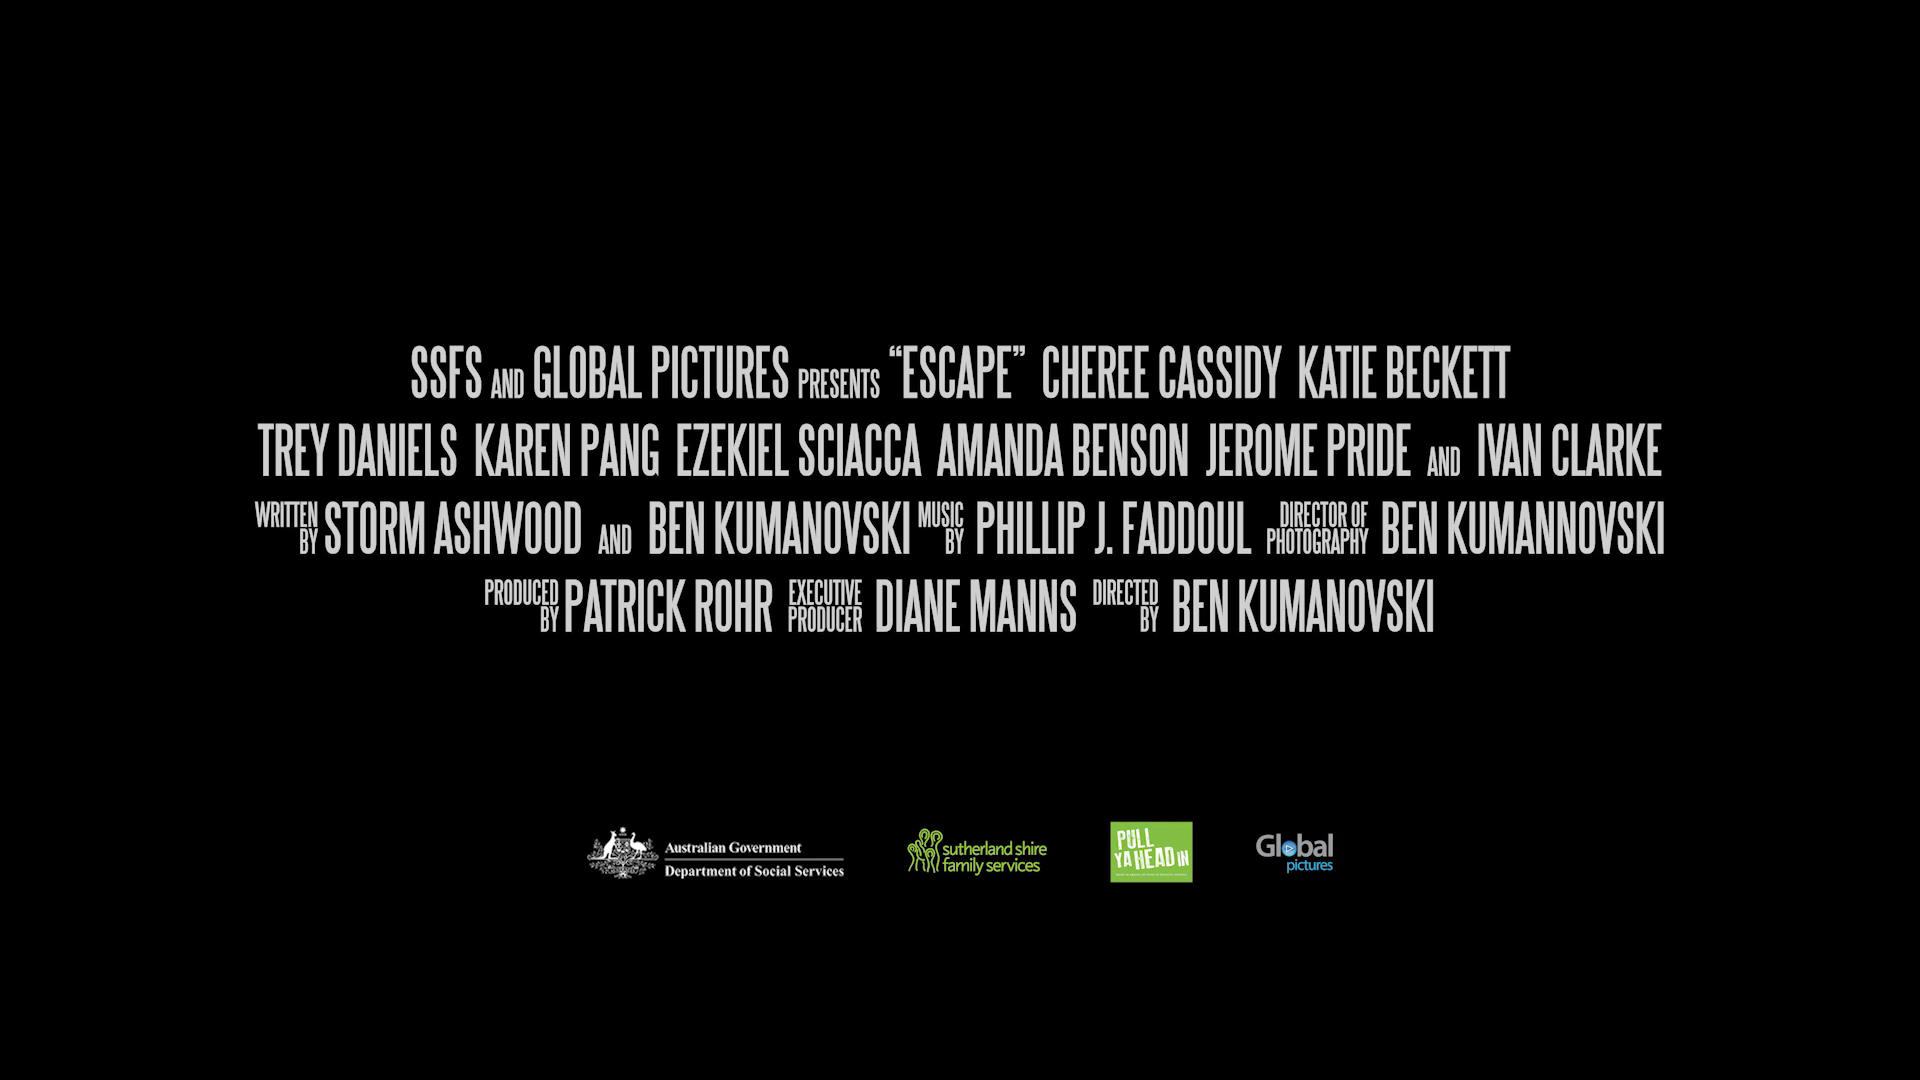 SSFS AND GLOBAL PICTURES PRESENTS “ESCAPE” CHEREE CASSIDY KATIE BECKETT
TREY DANIELS KAREN PANG EZEKIEL SCIACCA AMANDA BENSON JEROME PRIDE AND IVAN CLARKE
WRITTEN BY STORM ASHWOOD AND BEN KUMANOVSKI MUSIC BY PHILLIP J. FADDOUL DIRECTOR OF PHOTOGRAPHY BEN KUMANNOVSKI
PRODUCED BY PATRICK ROHR EXECUTIVE PRODUCER DIANE MANNS DIRECTED BY BEN KUMANOVSKI
Australian Government
Department of Social Services
sutherland shire
family services
PULL
YA HEAD IN
Global
pictures